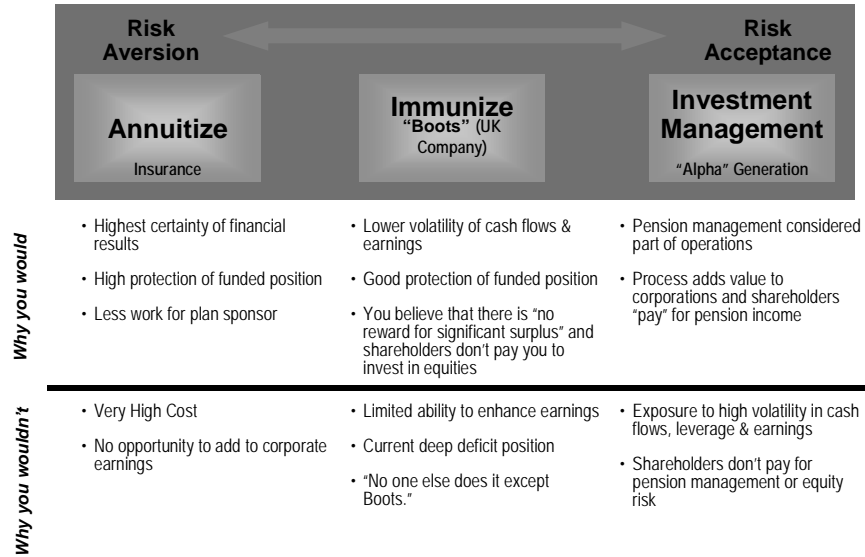 Risk
Aversion
Risk
Acceptance
Annuitize
Insurance
Immunize
“Boots” (UK
Company)
Investment
Management
“Alpha” Generation
Why you would
• Highest certainty of financial
results
• High protection of funded position
• Less work for plan sponsor
• Lower volatility of cash flows &
earnings
• Good protection of funded position
• You believe that there is “no
reward for significant surplus” and
shareholders don’t pay you to
invest in equities
• Pension management considered
part of operations
• Process adds value to
corporations and shareholders
“pay” for pension income
Why you wouldn’t
• Very High Cost
• No opportunity to add to corporate
earnings
• Limited ability to enhance earnings
• Current deep deficit position
• “No one else does it except
Boots.”
• Exposure to high volatility in cash
flows, leverage & earnings
• Shareholders don’t pay for
pension management or equity
risk